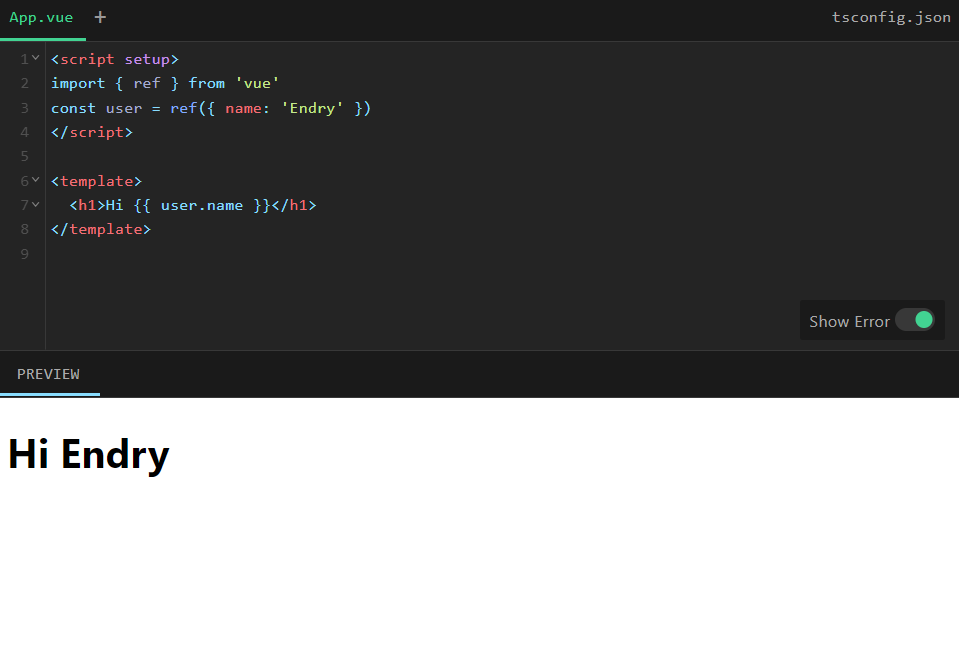 App.vue + tsconfig.json
1 <script setup>
2 import { ref } from 'vue'
3 const user = ref({ name: 'Endry' })
4 </script>
5
6 <template>
7   <h1>Hi {{ user.name }}</h1>
8 </template>
9
Show Error
PREVIEW
Hi Endry